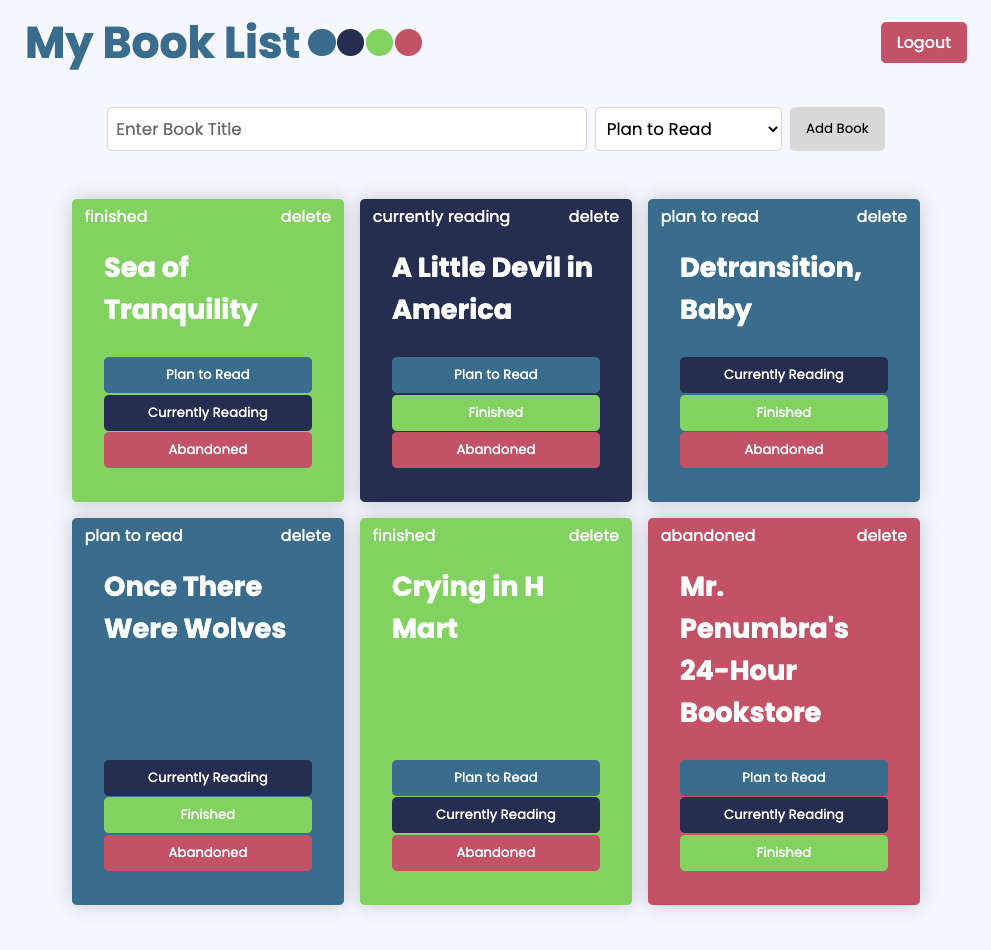 My Book List
Logout
Enter Book Title
Plan to Read
Add Book
finished
delete
Sea of
Tranquility
Plan to Read
Currently Reading
Abandoned
currently reading
delete
A Little Devil in
America
Plan to Read
Finished
Abandoned
plan to read
delete
Detransition,
Baby
Currently Reading
Finished
Abandoned
plan to read
delete
Once There
Were Wolves
Currently Reading
Finished
Abandoned
finished
delete
Crying in H
Mart
Plan to Read
Currently Reading
Abandoned
abandoned
delete
Mr.
Penumbra's
24-Hour
Bookstore
Plan to Read
Currently Reading
Finished